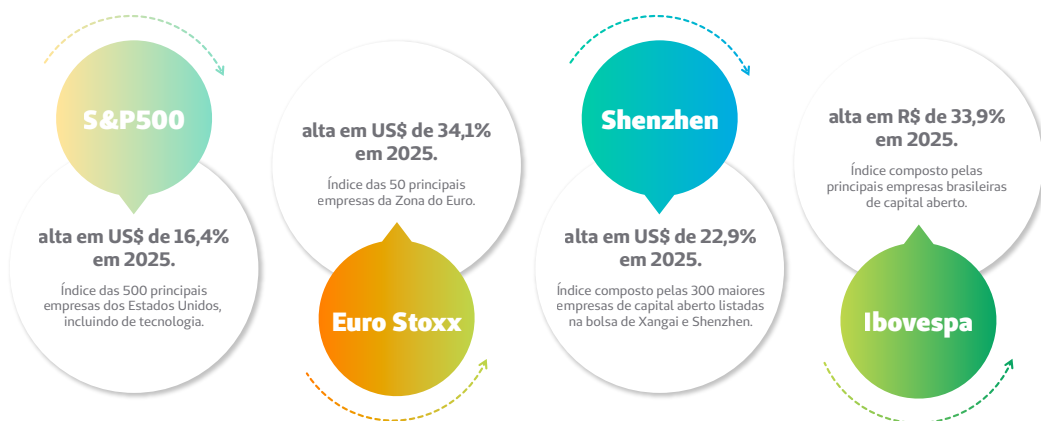 S&P500
alta em US$ de 16,4%
em 2025.
Índice das 500 principais
empresas dos Estados Unidos,
incluindo de tecnologia.
alta em US$ de 34,1%
em 2025.
Índice das 50 principais
empresas da Zona do Euro.
Euro Stoxx
Shenzhen
alta em US$ de 22,9%
em 2025.
Índice composto pelas 300 maiores
empresas de capital aberto listadas
na bolsa de Xangai e Shenzhen.
alta em R$ de 33,9%
em 2025.
Índice composto pelas
principais empresas brasileiras
de capital aberto.
Ibovespa